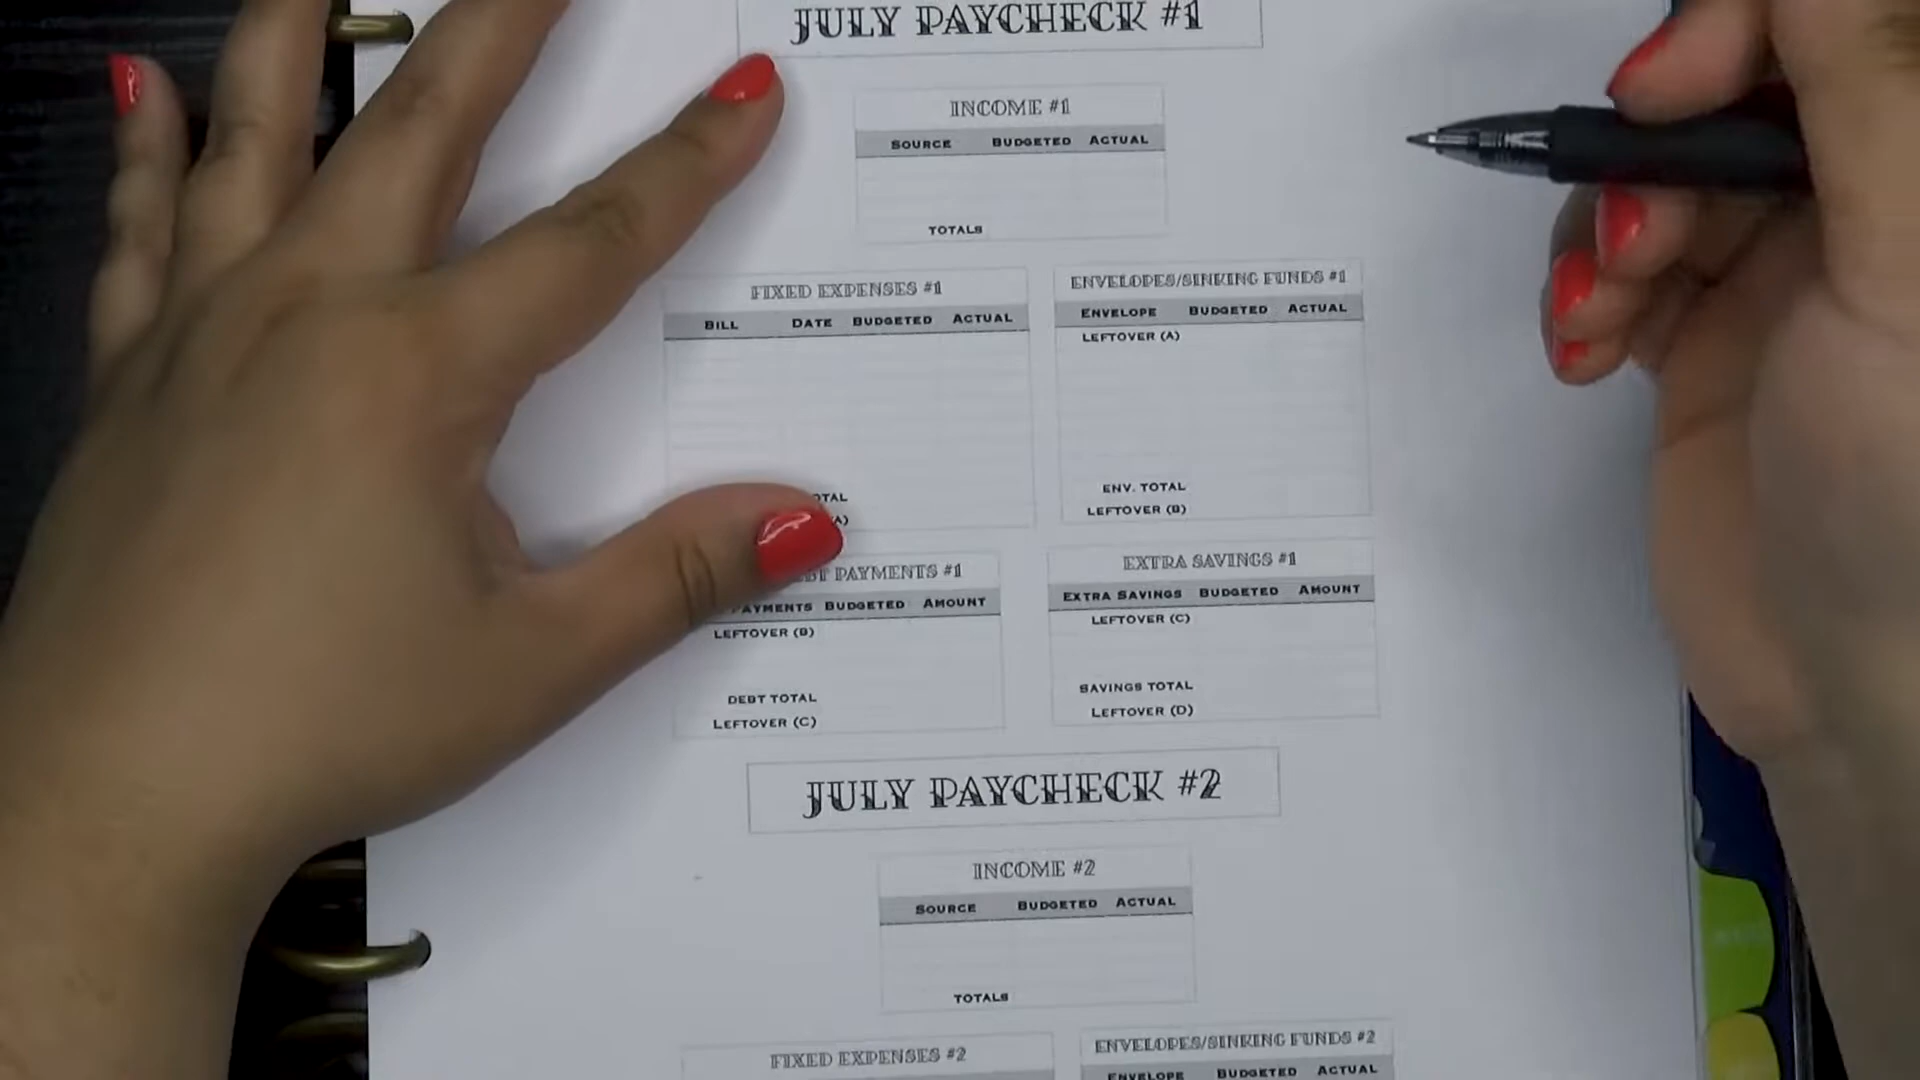 JULY PAYCHECK #1
INCOME #1
SOURCE BUDGETED ACTUAL
TOTALS
FIXED EXPENSES #1
BILL DATE BUDGETED ACTUAL
(A)
ENVELOPES/SINKING FUNDS #1
ENVELOPE BUDGETED ACTUAL
LEFTOVER (A)
ENV. TOTAL
LEFTOVER (B)
PAYMENTS #1
PAYMENTS BUDGETED AMOUNT
LEFTOVER (B)
DEBT TOTAL
LEFTOVER (C)
EXTRA SAVINGS #1
EXTRA SAVINGS BUDGETED AMOUNT
LEFTOVER (C)
SAVINGS TOTAL
LEFTOVER (D)
JULY PAYCHECK #2
INCOME #2
SOURCE BUDGETED ACTUAL
TOTALS
FIXED EXPENSES #2
ENVELOPES/SINKING FUNDS #2
ENVELOPE BUDGETED ACTUAL